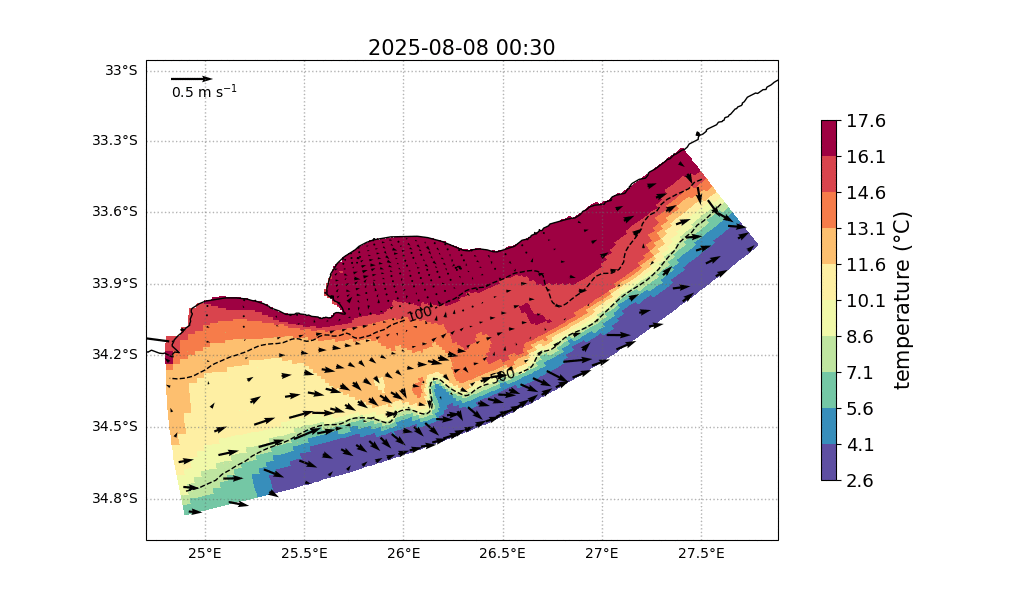 2025-08-08 00:30
0.5 m s⁻¹
33°S
33.3°S
33.6°S
33.9°S
34.2°S
34.5°S
34.8°S
25°E
25.5°E
26°E
26.5°E
27°E
27.5°E
100
500
17.6
16.1
14.6
13.1
11.6
10.1
8.6
7.1
5.6
4.1
2.6
temperature (°C)